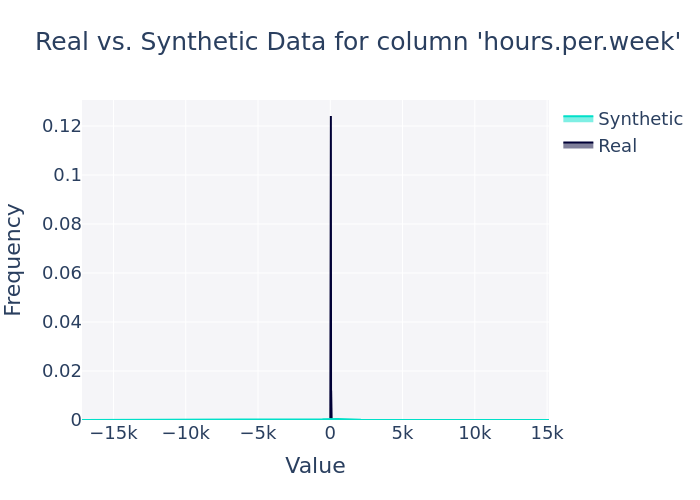 Real vs. Synthetic Data for column 'hours.per.week'
Synthetic
Real
Frequency
0.12
0.1
0.08
0.06
0.04
0.02
0
−15k
−10k
−5k
0
5k
10k
15k
Value